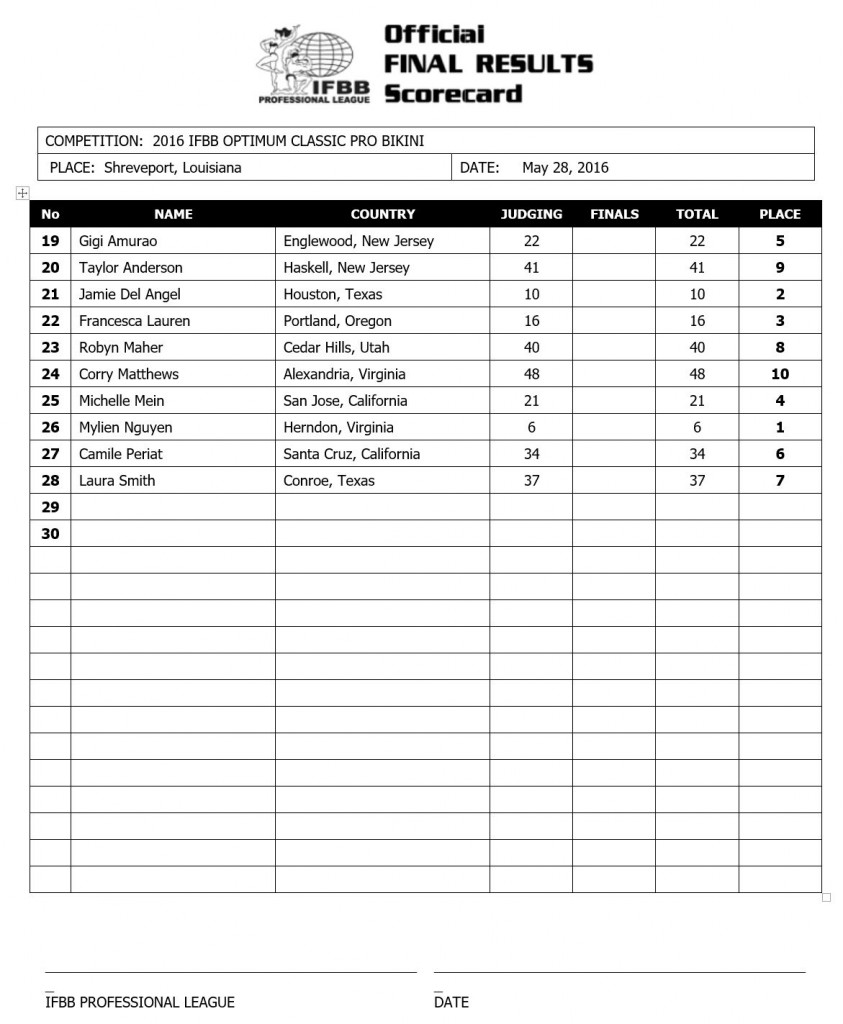 Official
FINAL RESULTS
Scorecard
IFBB
PROFESSIONAL LEAGUE
COMPETITION: 2016 IFBB OPTIMUM CLASSIC PRO BIKINI
PLACE: Shreveport, Louisiana DATE: May 28, 2016
No NAME COUNTRY JUDGING FINALS TOTAL PLACE
19 Gigi Amurao Englewood, New Jersey 22 22 5
20 Taylor Anderson Haskell, New Jersey 41 41 9
21 Jamie Del Angel Houston, Texas 10 10 2
22 Francesca Lauren Portland, Oregon 16 16 3
23 Robyn Maher Cedar Hills, Utah 40 40 8
24 Corry Matthews Alexandria, Virginia 48 48 10
25 Michelle Mein San Jose, California 21 21 4
26 Mylien Nguyen Herndon, Virginia 6 6 1
27 Camile Periat Santa Cruz, California 34 34 6
28 Laura Smith Conroe, Texas 37 37 7
29
30
IFBB PROFESSIONAL LEAGUE DATE